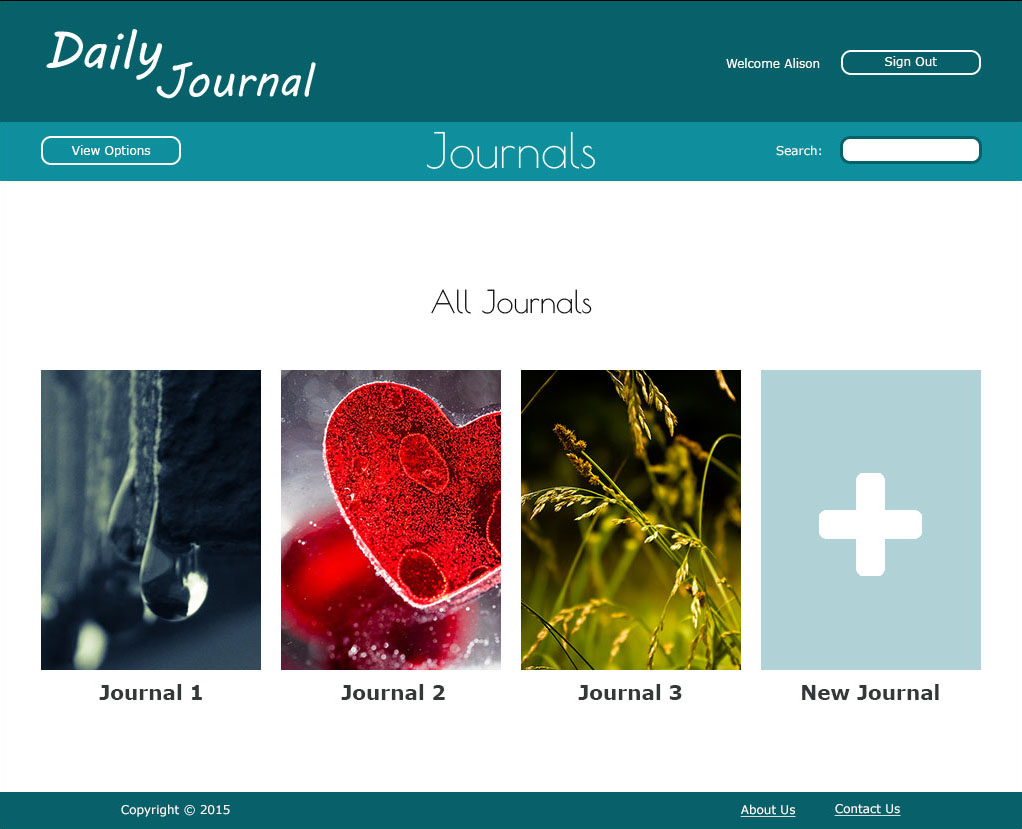 Daily
Journal
Welcome Alison
Sign Out
View Options
Journals
Search:
All Journals
Journal 1
Journal 2
Journal 3
New Journal
Copyright © 2015
About Us
Contact Us